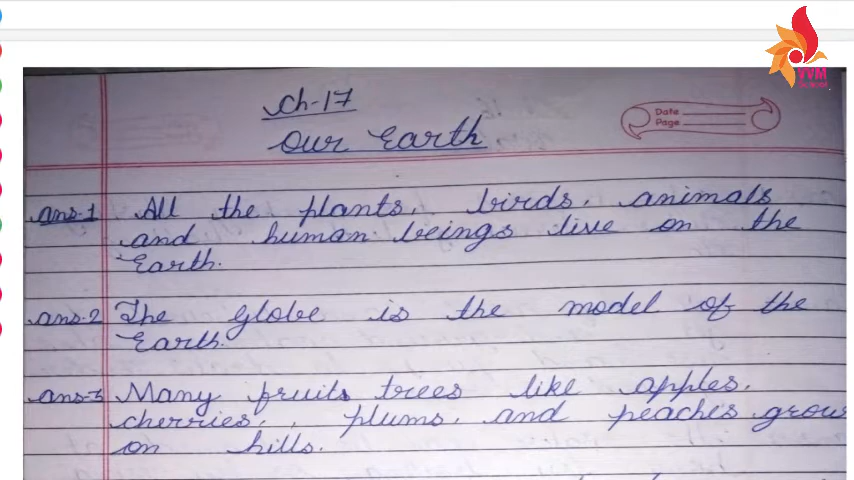 VVM
Ch-17
Our Earth
Date
Page
ans-1 All the plants, birds, animals
and human beings live on the
Earth.
ans-2 The globe is the model of the
Earth.
ans-3 Many fruits trees like apples,
cherries, , plums, and peaches grow
on hills.